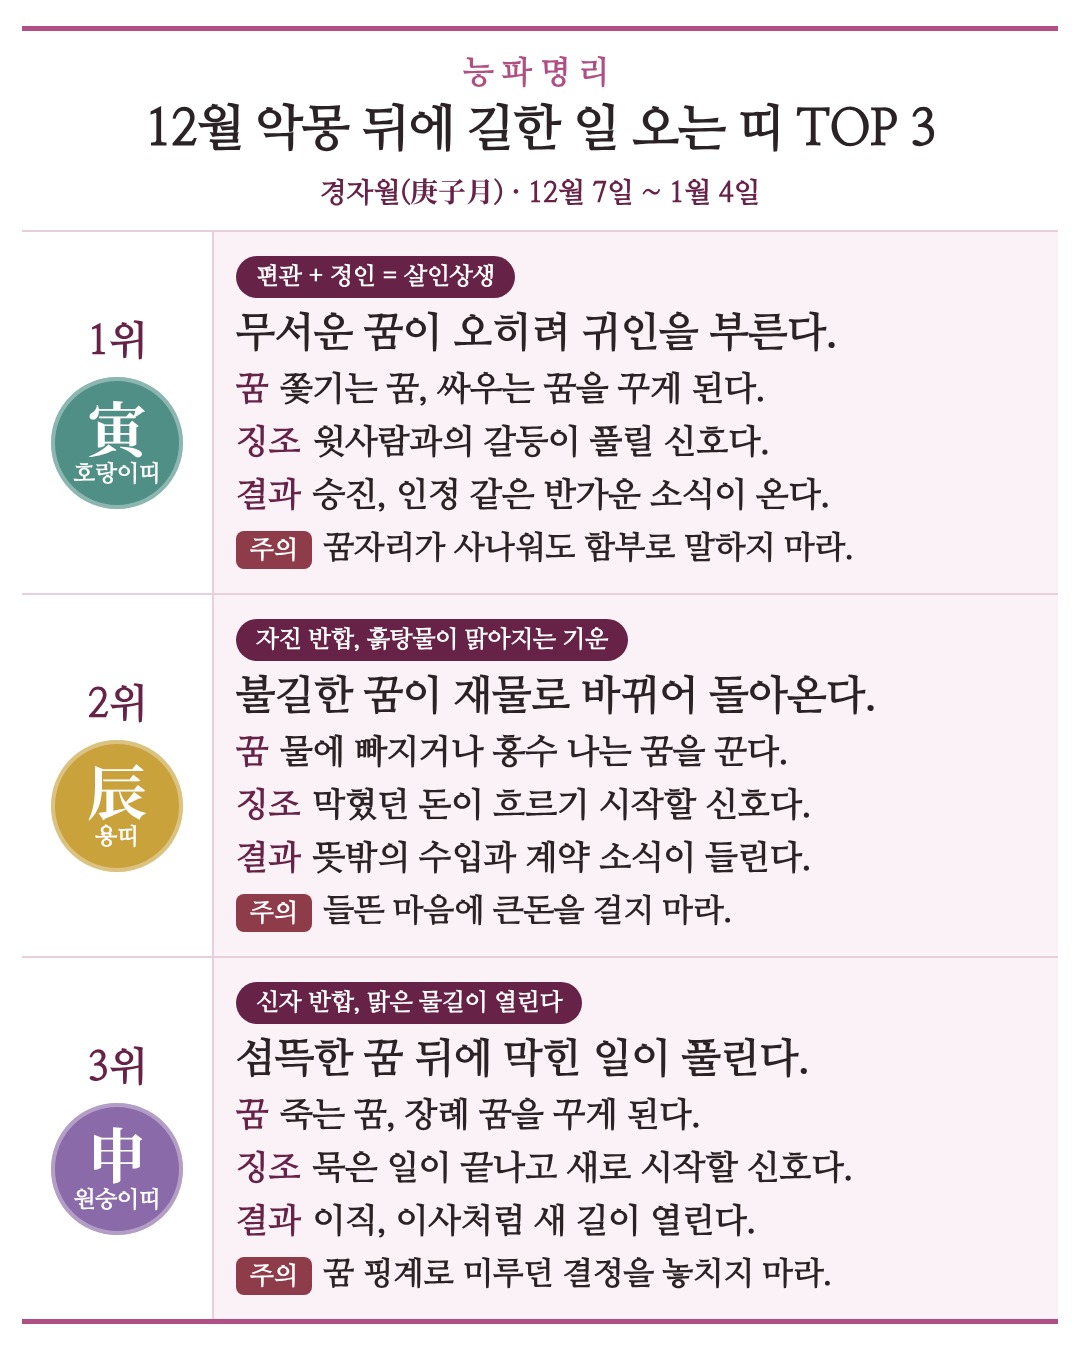 능파명리
12월 악몽 뒤에 길한 일 오는 띠 TOP 3
경자월(庚子月) · 12월 7일 ~ 1월 4일
1위
寅
호랑이띠
편관 + 정인 = 살인상생
무서운 꿈이 오히려 귀인을 부른다.
꿈 쫓기는 꿈, 싸우는 꿈을 꾸게 된다.
징조 윗사람과의 갈등이 풀릴 신호다.
결과 승진, 인정 같은 반가운 소식이 온다.
주의 꿈자리가 사나워도 함부로 말하지 마라.
2위
辰
용띠
자진 반합, 흙탕물이 맑아지는 기운
불길한 꿈이 재물로 바뀌어 돌아온다.
꿈 물에 빠지거나 홍수 나는 꿈을 꾼다.
징조 막혔던 돈이 흐르기 시작할 신호다.
결과 뜻밖의 수입과 계약 소식이 들린다.
주의 들뜬 마음에 큰돈을 걸지 마라.
3위
申
원숭이띠
신자 반합, 맑은 물길이 열린다
섬뜩한 꿈 뒤에 막힌 일이 풀린다.
꿈 죽는 꿈, 장례 꿈을 꾸게 된다.
징조 묵은 일이 끝나고 새로 시작할 신호다.
결과 이직, 이사처럼 새 길이 열린다.
주의 꿈 핑계로 미루던 결정을 놓치지 마라.